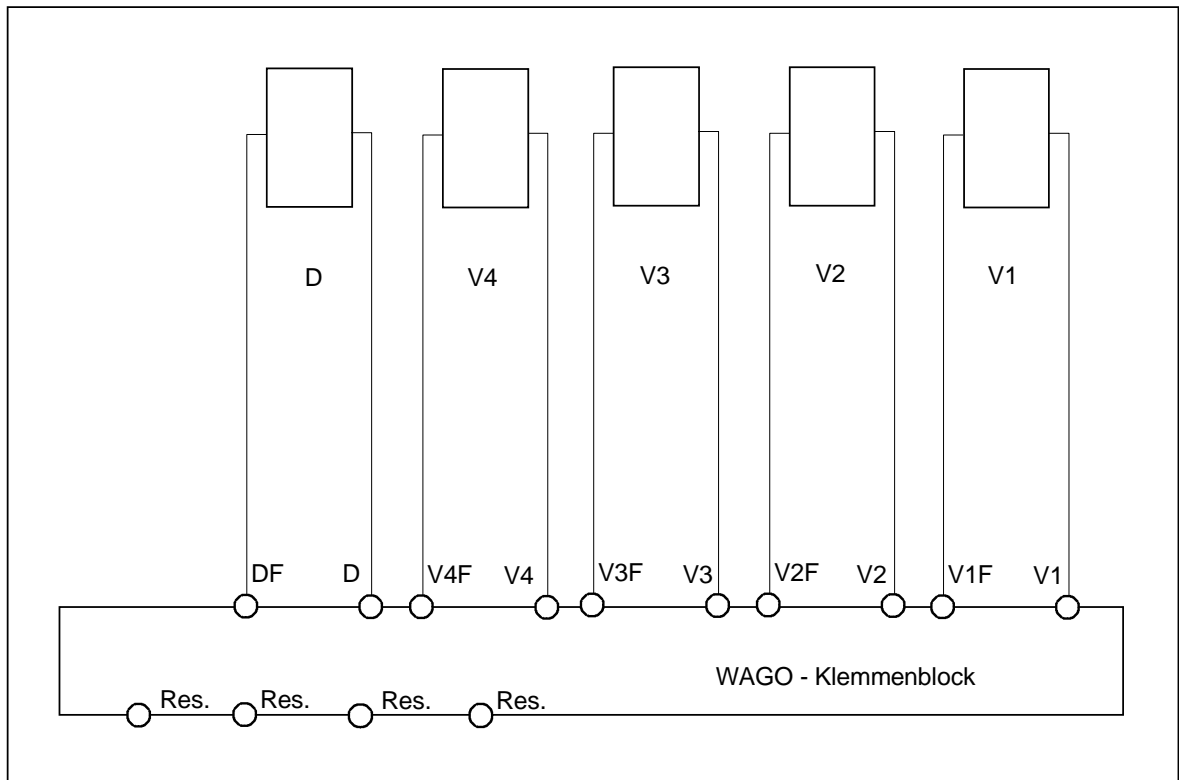 D V4 V3 V2 V1
DF D V4F V4 V3F V3 V2F V2 V1F V1
WAGO - Klemmenblock
Res. Res. Res. Res.